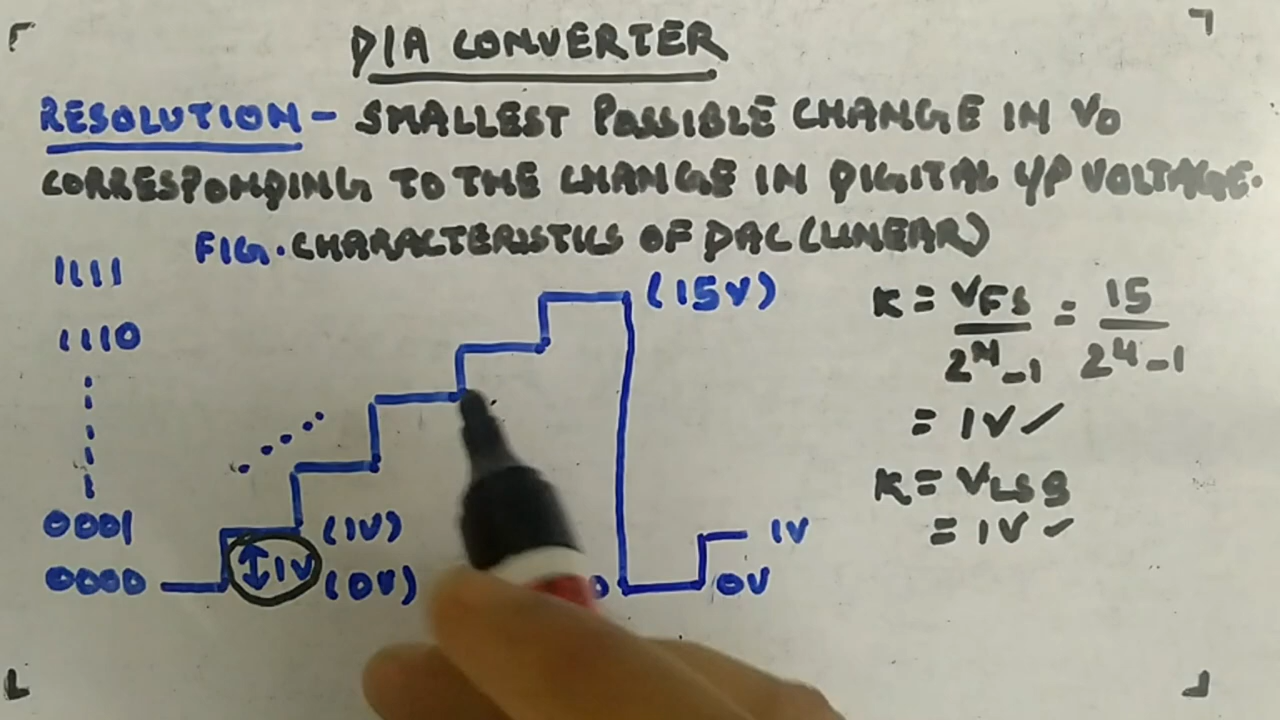 D/A CONVERTER
RESOLUTION - SMALLEST POSSIBLE CHANGE IN VO
CORRESPONDING TO THE CHANGE IN DIGITAL I/P VOLTAGE.
FIG. CHARACTERISTICS OF DAC (LINEAR)
1111
1110
0001
0000
(15V)
(1V)
↕1V
(0V)
0
1V
0V
K = VFS / 2^N-1 = 15 / 2^4-1
= 1V ✓
K = VLSB
= 1V ✓